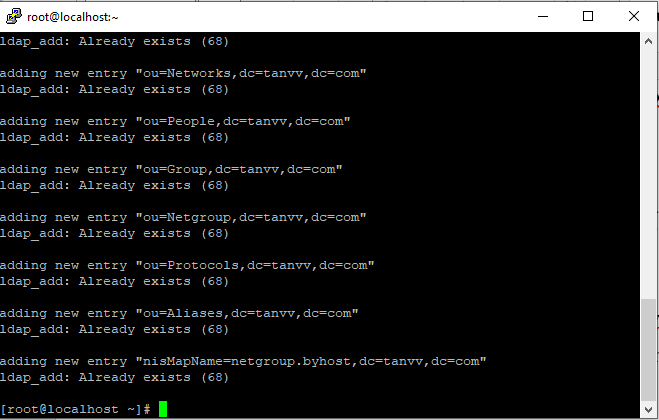 root@localhost:~
ldap_add: Already exists (68)
adding new entry "ou=Networks,dc=tanvv,dc=com"
ldap_add: Already exists (68)
adding new entry "ou=People,dc=tanvv,dc=com"
ldap_add: Already exists (68)
adding new entry "ou=Group,dc=tanvv,dc=com"
ldap_add: Already exists (68)
adding new entry "ou=Netgroup,dc=tanvv,dc=com"
ldap_add: Already exists (68)
adding new entry "ou=Protocols,dc=tanvv,dc=com"
ldap_add: Already exists (68)
adding new entry "ou=Aliases,dc=tanvv,dc=com"
ldap_add: Already exists (68)
adding new entry "nisMapName=netgroup.byhost,dc=tanvv,dc=com"
ldap_add: Already exists (68)
[root@localhost ~]#